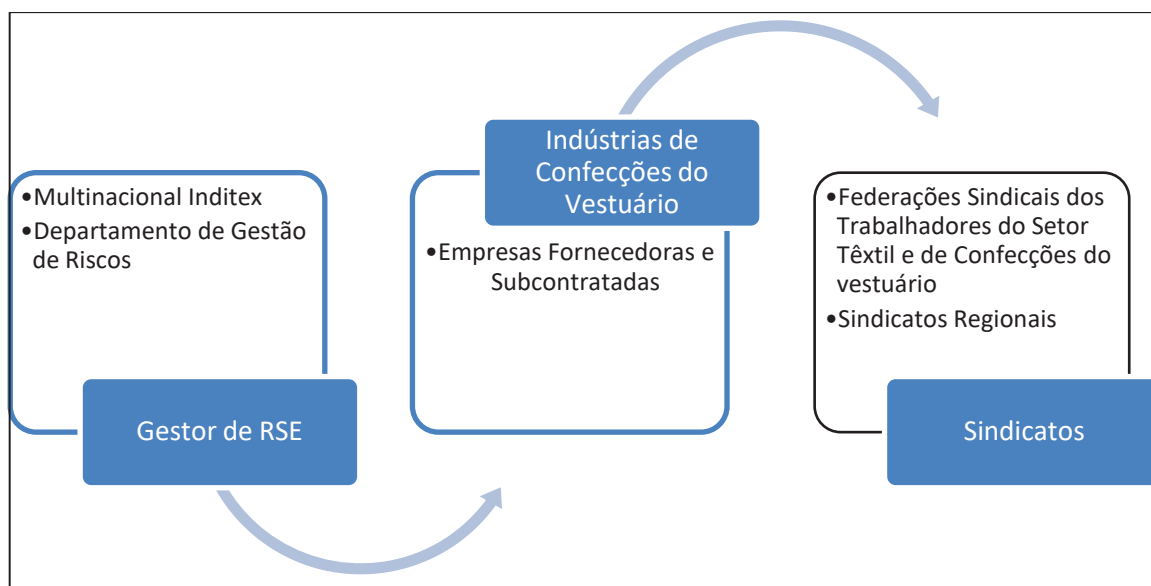 •Multinacional Inditex
•Departamento de Gestão
de Riscos
Gestor de RSE
Indústrias de
Confecções do
Vestuário
•Empresas Fornecedoras e
Subcontratadas
•Federações Sindicais dos
Trabalhadores do Setor
Têxtil e de Confecções do
vestuário
•Sindicatos Regionais
Sindicatos